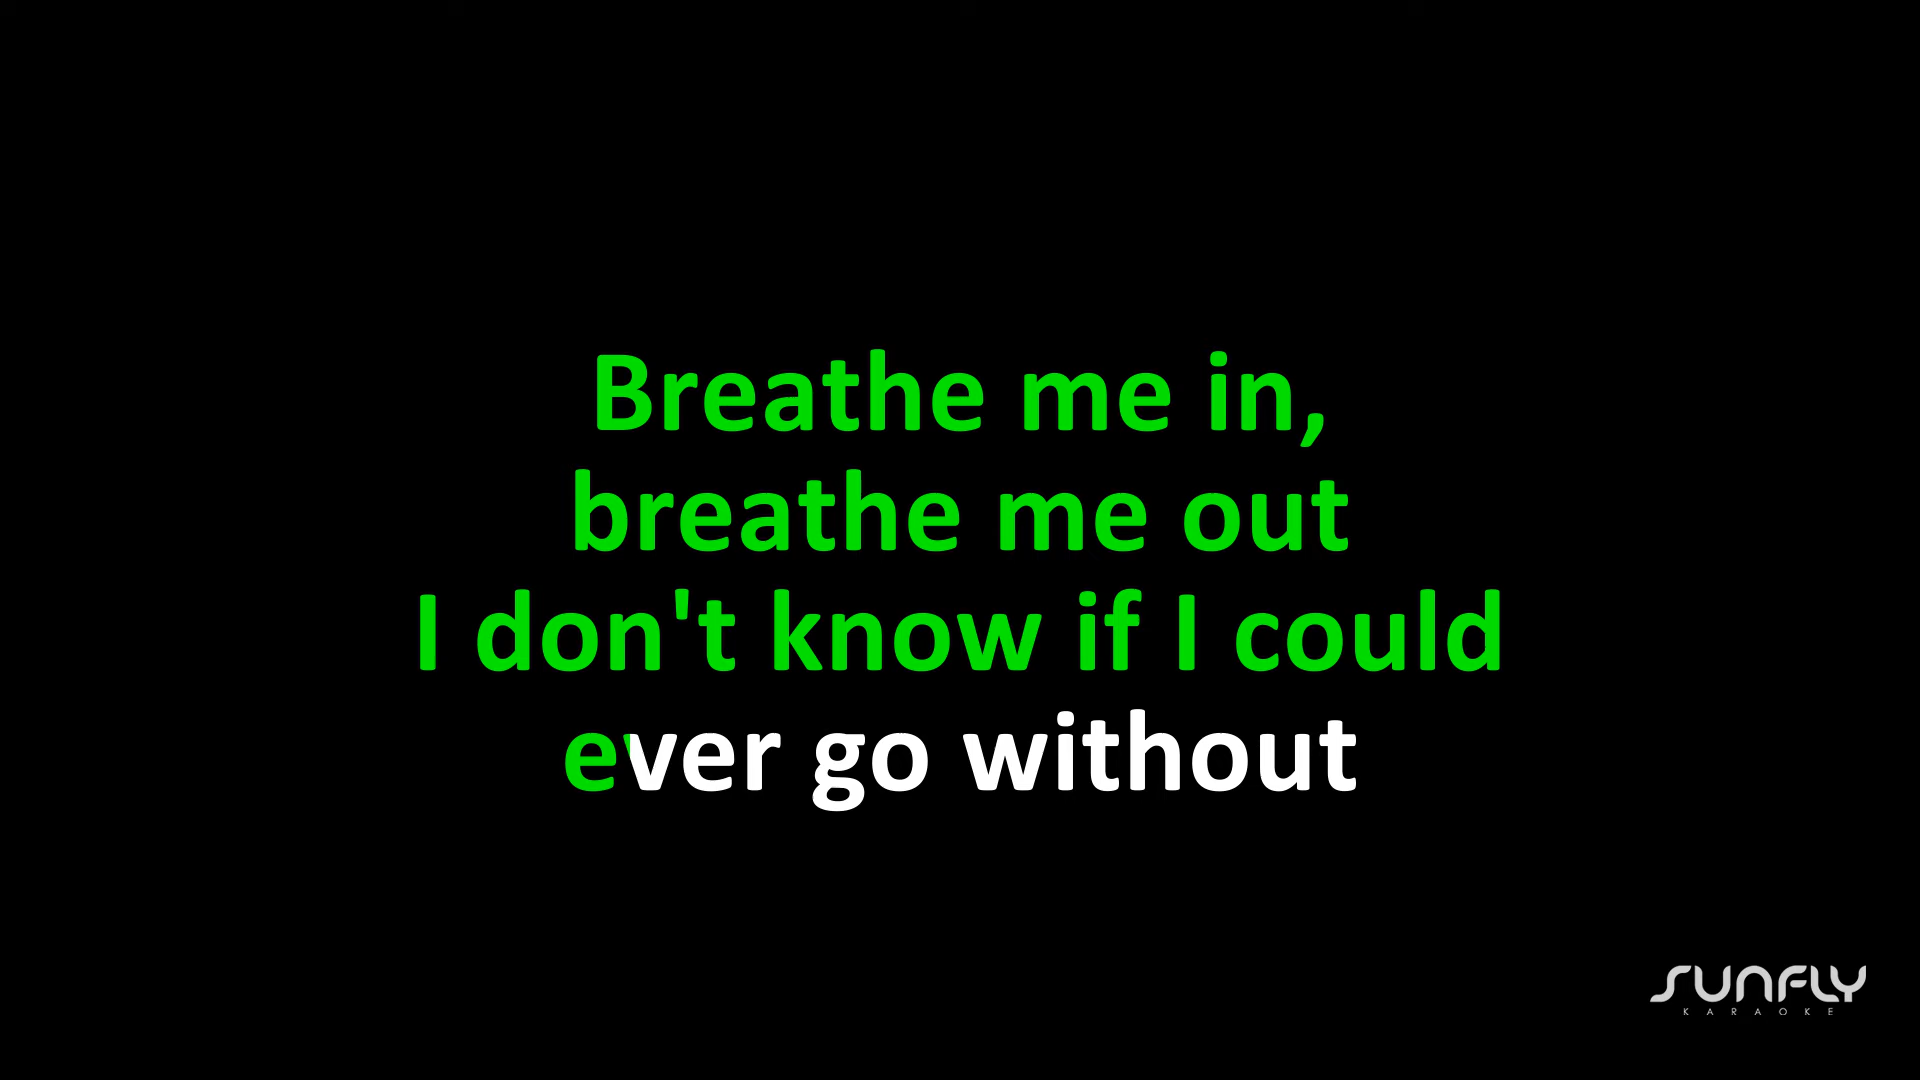 Breathe me in,
breathe me out
I don't know if I could
ever go without
SUNFLY
KARAOKE